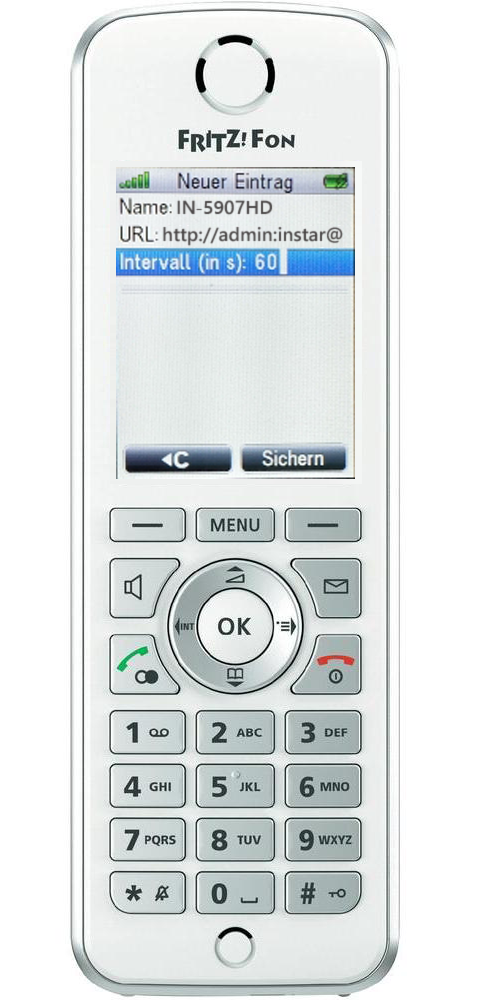 FRITZ! FON
Neuer Eintrag
Name: IN-5907HD
URL: http://admin:instar@
Intervall (in s): 60
◄C Sichern
MENU
INT OK
1 2 ABC 3 DEF
4 GHI 5 JKL 6 MNO
7 PQRS 8 TUV 9 WXYZ
* 0 #